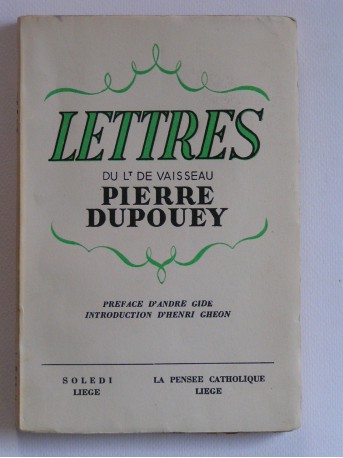 LETTRES
DU LT DE VAISSEAU
PIERRE
DUPOUEY
PREFACE D'ANDRE GIDE
INTRODUCTION D'HENRI GHEON
SOLEDI LA PENSEE CATHOLIQUE
LIEGE LIEGE